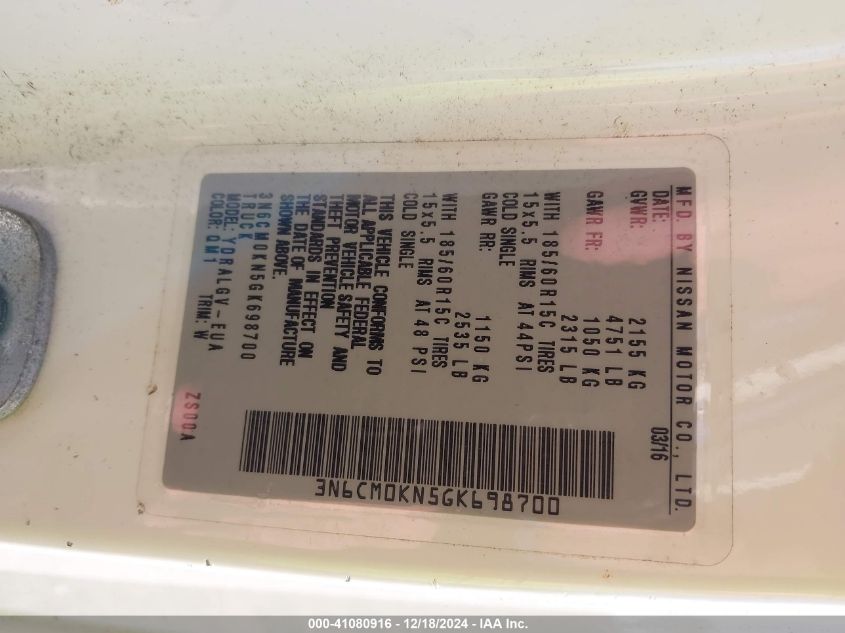 MFD. BY NISSAN MOTOR CO., LTD.
DATE: 03/16
GVWR: 2155 KG
4751 LB
GAWR FR: 1050 KG
2315 LB
WITH 185/60R15C TIRES
15x5.5 RIMS AT 44PSI
COLD SINGLE
GAWR RR: 1150 KG
2535 LB
WITH 185/60R15C TIRES
15x5.5 RIMS AT 48 PSI
COLD SINGLE
THIS VEHICLE CONFORMS TO
ALL APPLICABLE FEDERAL
MOTOR VEHICLE SAFETY AND
THEFT PREVENTION
STANDARDS IN EFFECT ON
THE DATE OF MANUFACTURE
SHOWN ABOVE.
3N6CM0KN5GK698700
TRUCK
MODEL: YGRALGV-EUA
COLOR: QM1 TRIM: W
ZS00A
3N6CM0KN5GK698700
000-41080916 - 12/18/2024 - IAA Inc.